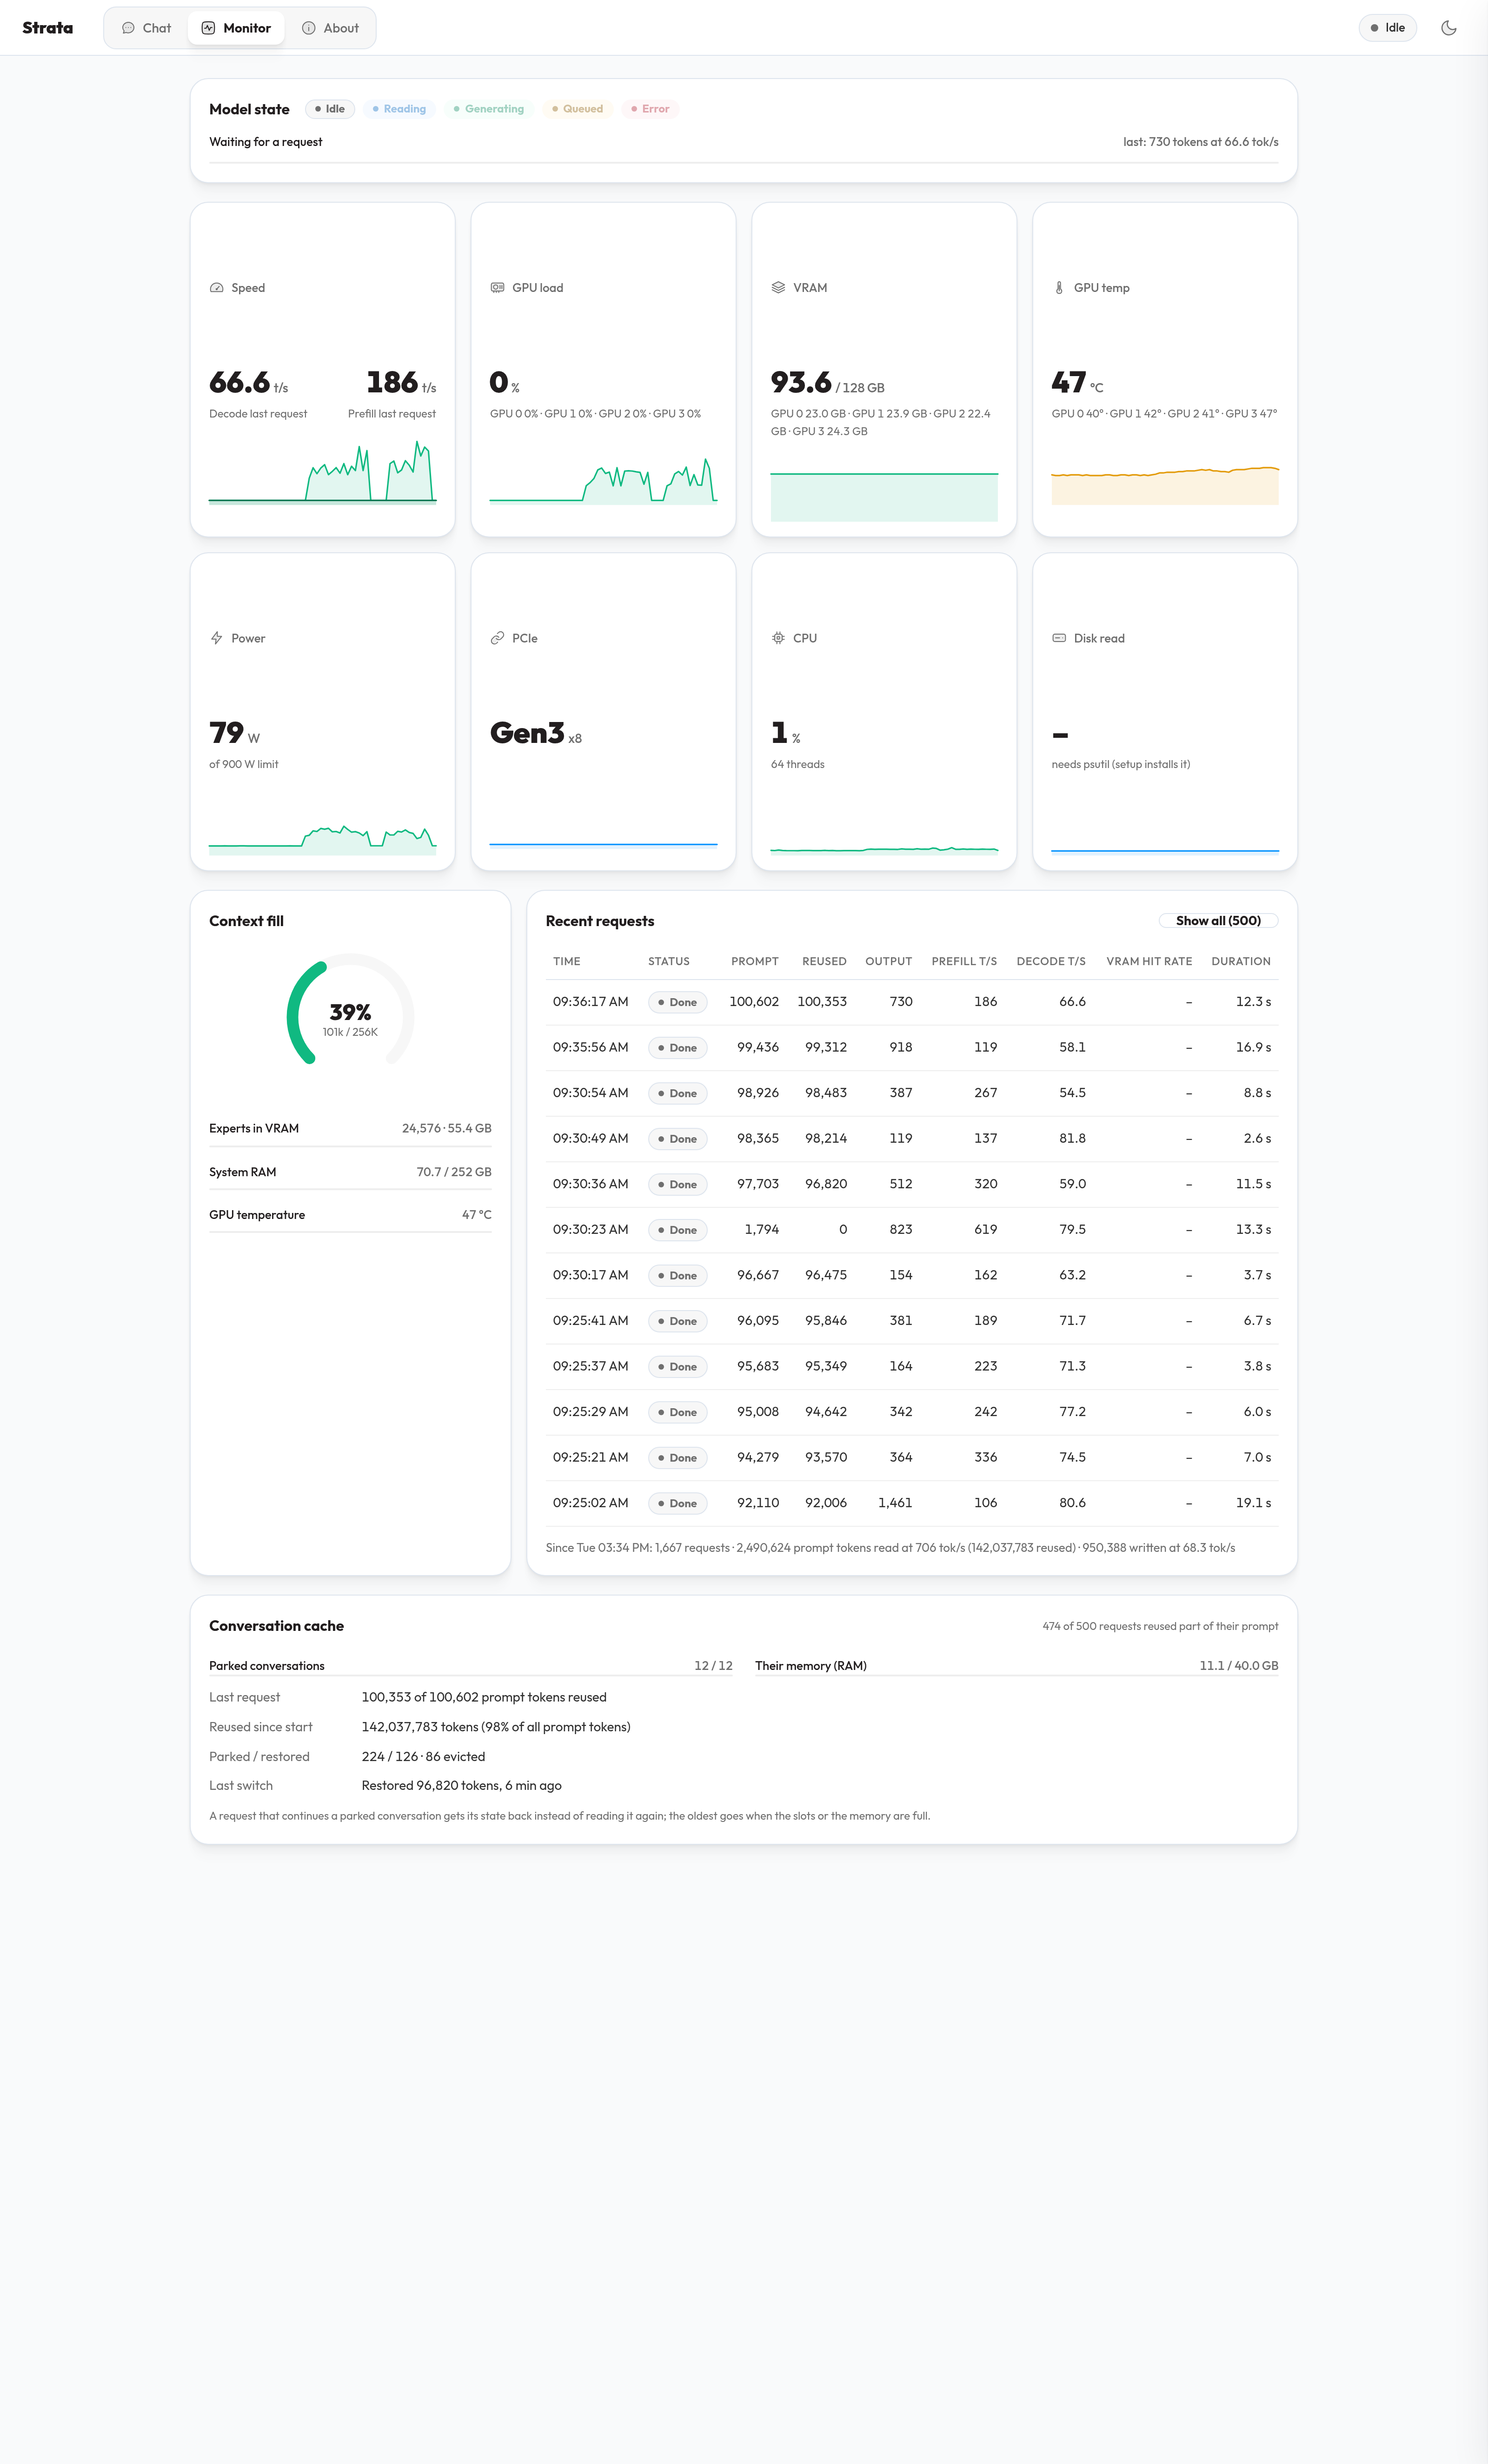 Strata
Chat
Monitor
About
Idle
Model state
Idle
Reading
Generating
Queued
Error
Waiting for a request
last: 730 tokens at 66.6 tok/s
Speed
66.6 t/s
186 t/s
Decode last request
Prefill last request
GPU load
0 %
GPU 0 0% · GPU 1 0% · GPU 2 0% · GPU 3 0%
VRAM
93.6 / 128 GB
GPU 0 23.0 GB · GPU 1 23.9 GB · GPU 2 22.4
GB · GPU 3 24.3 GB
GPU temp
47 °C
GPU 0 40° · GPU 1 42° · GPU 2 41° · GPU 3 47°
Power
79 W
of 900 W limit
PCIe
Gen3 x8
CPU
1 %
64 threads
Disk read
–
needs psutil (setup installs it)
Context fill
39%
101k / 256K
Experts in VRAM 24,576 · 55.4 GB
System RAM 70.7 / 252 GB
GPU temperature 47 °C
Recent requests
Show all (500)
TIME STATUS PROMPT REUSED OUTPUT PREFILL T/S DECODE T/S VRAM HIT RATE DURATION
09:36:17 AM Done 100,602 100,353 730 186 66.6 – 12.3 s
09:35:56 AM Done 99,436 99,312 918 119 58.1 – 16.9 s
09:30:54 AM Done 98,926 98,483 387 267 54.5 – 8.8 s
09:30:49 AM Done 98,365 98,214 119 137 81.8 – 2.6 s
09:30:36 AM Done 97,703 96,820 512 320 59.0 – 11.5 s
09:30:23 AM Done 1,794 0 823 619 79.5 – 13.3 s
09:30:17 AM Done 96,667 96,475 154 162 63.2 – 3.7 s
09:25:41 AM Done 96,095 95,846 381 189 71.7 – 6.7 s
09:25:37 AM Done 95,683 95,349 164 223 71.3 – 3.8 s
09:25:29 AM Done 95,008 94,642 342 242 77.2 – 6.0 s
09:25:21 AM Done 94,279 93,570 364 336 74.5 – 7.0 s
09:25:02 AM Done 92,110 92,006 1,461 106 80.6 – 19.1 s
Since Tue 03:34 PM: 1,667 requests · 2,490,624 prompt tokens read at 706 tok/s (142,037,783 reused) · 950,388 written at 68.3 tok/s
Conversation cache
474 of 500 requests reused part of their prompt
Parked conversations 12 / 12
Their memory (RAM) 11.1 / 40.0 GB
Last request 100,353 of 100,602 prompt tokens reused
Reused since start 142,037,783 tokens (98% of all prompt tokens)
Parked / restored 224 / 126 · 86 evicted
Last switch Restored 96,820 tokens, 6 min ago
A request that continues a parked conversation gets its state back instead of reading it again; the oldest goes when the slots or the memory are full.